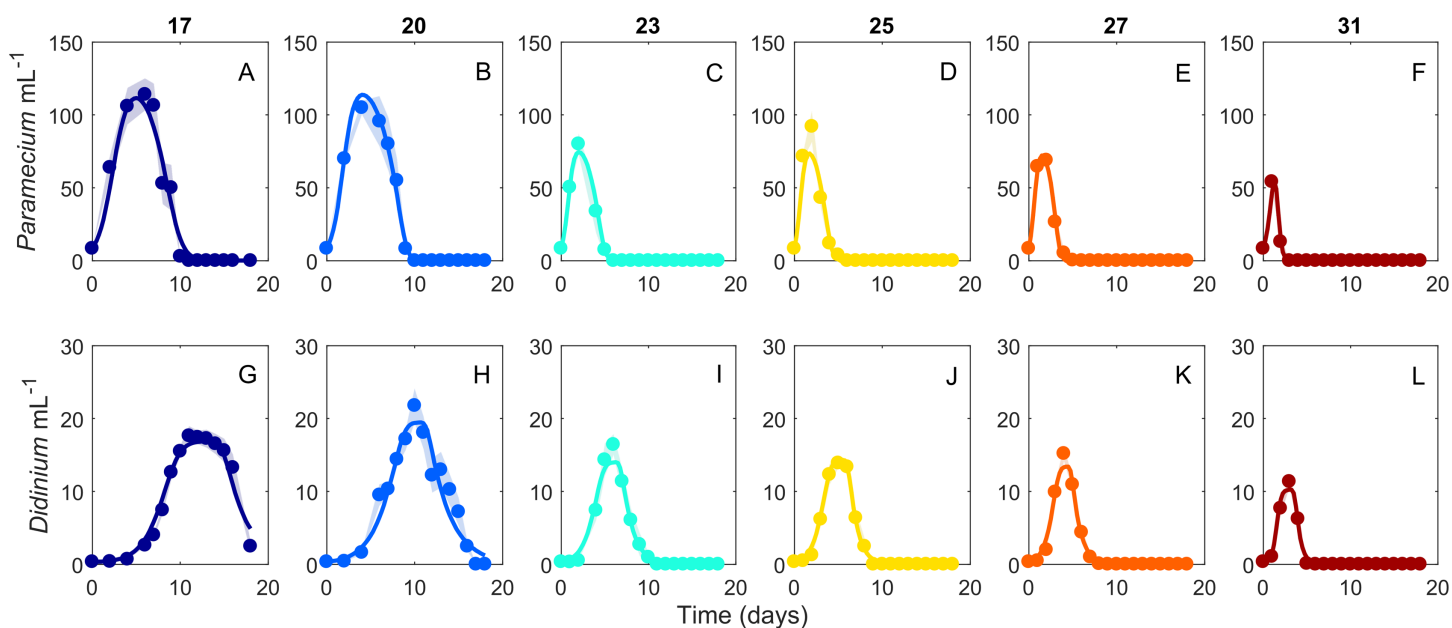 17 20 23 25 27 31
Paramecium mL⁻¹
150 150 150 150 150 150
A B C D E F
100 100 100 100 100 100
50 50 50 50 50 50
0 0 0 0 0 0
0 10 20 0 10 20 0 10 20 0 10 20 0 10 20 0 10 20
Didinium mL⁻¹
30 30 30 30 30 30
G H I J K L
20 20 20 20 20 20
10 10 10 10 10 10
0 0 0 0 0 0
0 10 20 0 10 20 0 10 20 0 10 20 0 10 20 0 10 20
Time (days)